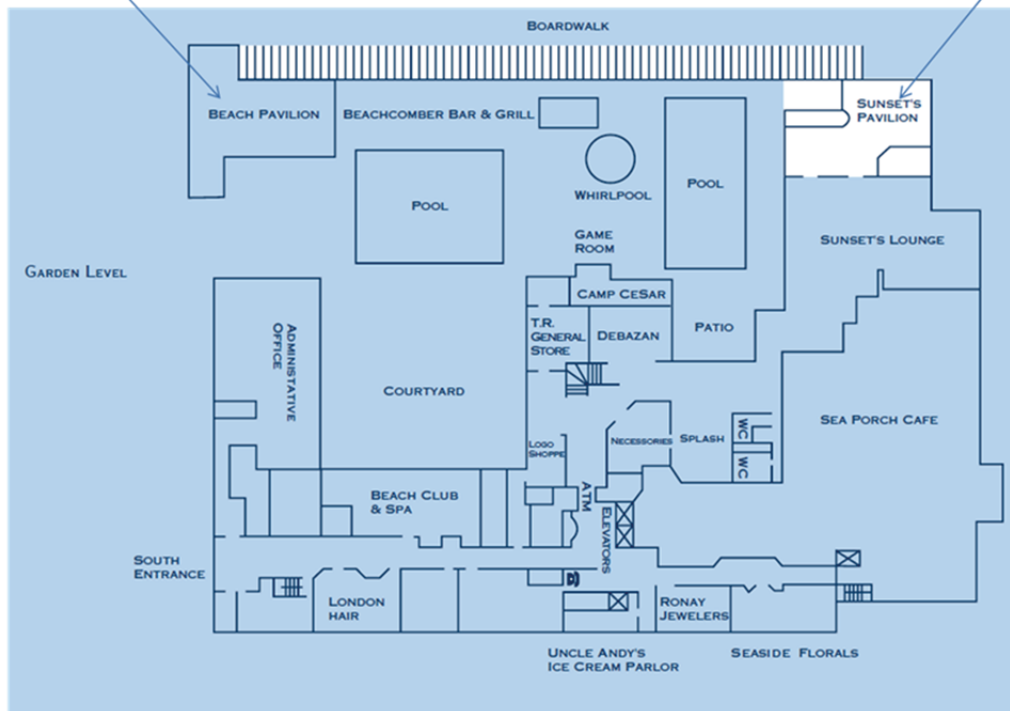 BOARDWALK
BEACH PAVILION
BEACHCOMBER BAR & GRILL
SUNSET'S
PAVILION
POOL
WHIRLPOOL
POOL
GAME
ROOM
SUNSET'S LOUNGE
GARDEN LEVEL
CAMP CESAR
T.R.
GENERAL
STORE
DEBAZAN
PATIO
ADMINISTATIVE
OFFICE
COURTYARD
SEA PORCH CAFE
LOGO
SHOPPE
NECESSORIES
SPLASH
WC
WC
BEACH CLUB
& SPA
ATM
ELEVATORS
SOUTH
ENTRANCE
LONDON
HAIR
RONAY
JEWELERS
UNCLE ANDY'S
ICE CREAM PARLOR
SEASIDE FLORALS